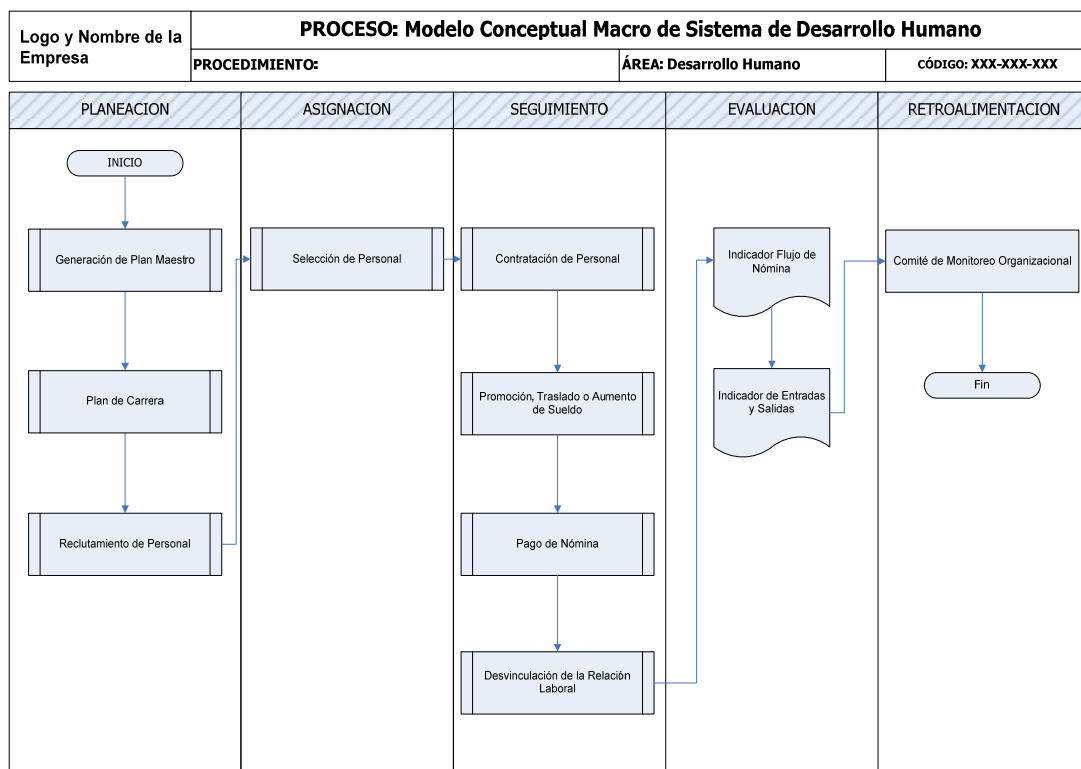 Logo y Nombre de la
Empresa
PROCESO: Modelo Conceptual Macro de Sistema de Desarrollo Humano
PROCEDIMIENTO:
ÁREA: Desarrollo Humano
CÓDIGO: XXX-XXX-XXX
PLANEACION
ASIGNACION
SEGUIMIENTO
EVALUACION
RETROALIMENTACION
INICIO
Generación de Plan Maestro
Plan de Carrera
Reclutamiento de Personal
Selección de Personal
Contratación de Personal
Promoción, Traslado o Aumento
de Sueldo
Pago de Nómina
Desvinculación de la Relación
Laboral
Indicador Flujo de
Nómina
Indicador de Entradas
y Salidas
Comité de Monitoreo Organizacional
Fin